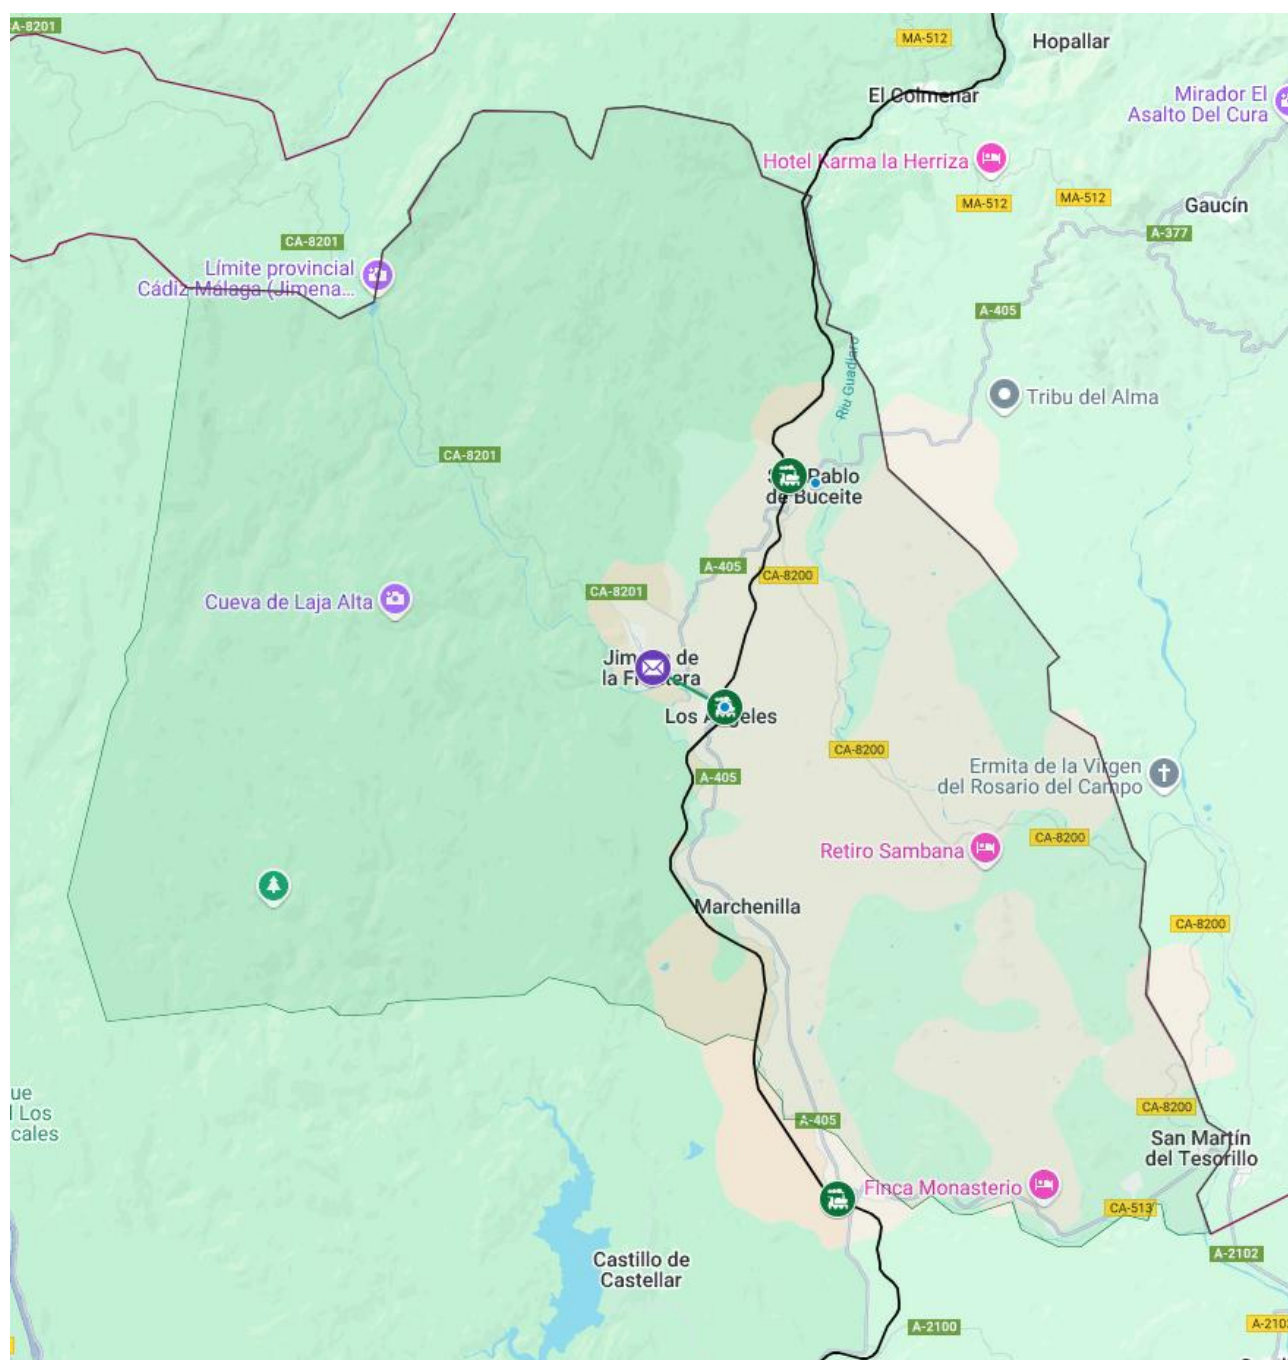 CA-8201
MA-512
Hopallar
El Colmenar
Mirador El
Asalto Del Cura
Hotel Karma la Herriza
MA-512
MA-512
Gaucín
A-377
CA-8201
Límite provincial
Cádiz Málaga (Jimena...
A-405
Riu Guadiaro
Tribu del Alma
CA-8201
Pablo
de Buceite
A-405
CA-8200
CA-8201
Cueva de Laja Alta
de
la
Los
CA-8200
A-405
Ermita de la Virgen
del Rosario del Campo
CA-8200
Retiro Sambana
Marchenilla
CA-8200
ue
l Los
cales
A-405
CA-8200
San Martín
del Tesorillo
Finca Monasterio
CA-513
A-2102
Castillo de
Castellar
A-2100